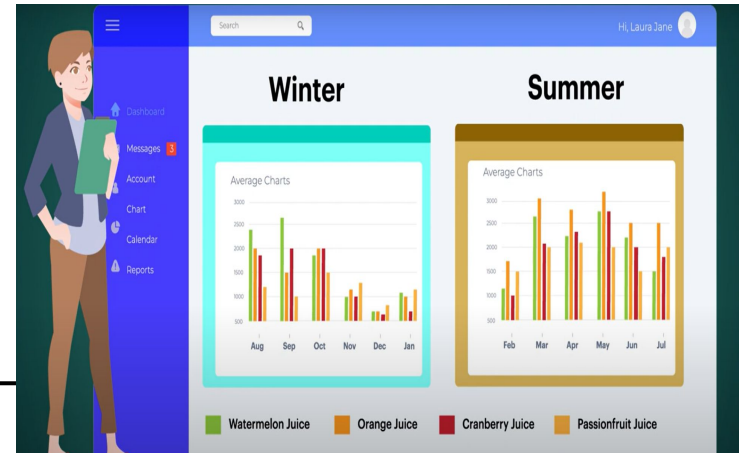 Search
Hi, Laura Jane
Dashboard
Messages 3
Account
Chart
Calendar
Reports
Winter
Average Charts
3000
2500
2000
1500
1000
500
Aug Sep Oct Nov Dec Jan
Summer
Average Charts
3000
2500
2000
1500
1000
500
Feb Mar Apr May Jun Jul
Watermelon Juice Orange Juice Cranberry Juice Passionfruit Juice